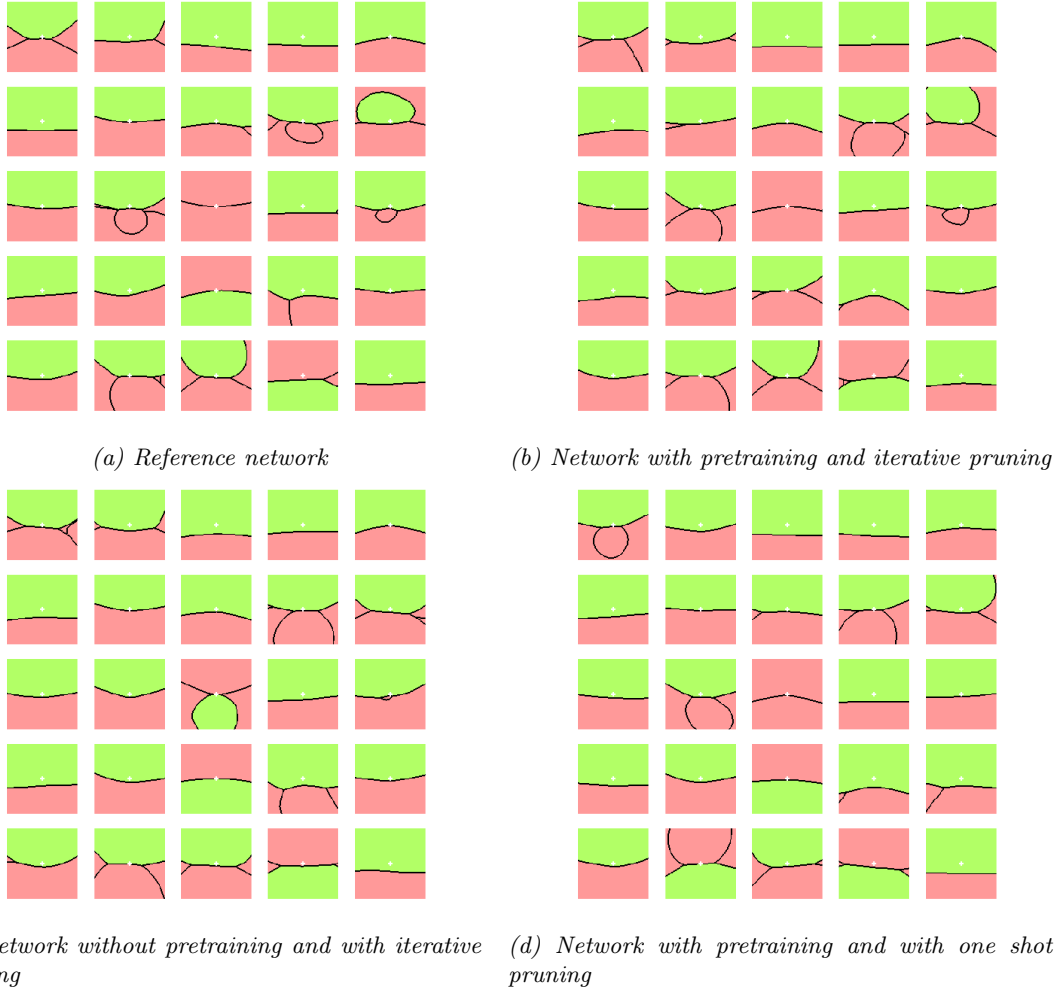 (a) Reference network
(b) Network with pretraining and iterative pruning
etwork without pretraining and with iterative
ng
(d) Network with pretraining and with one shot
pruning